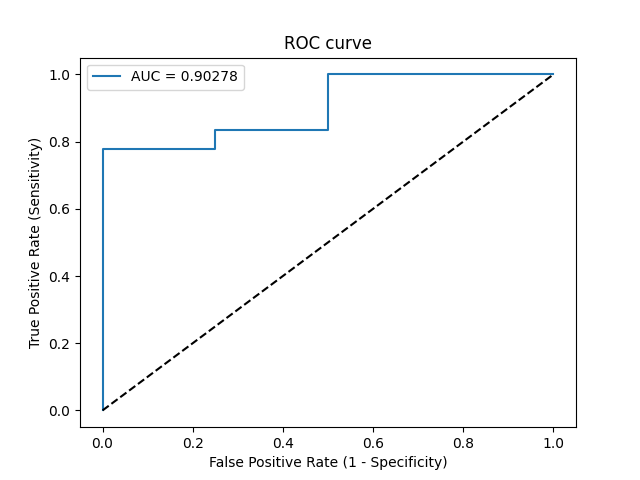 ROC curve
AUC = 0.90278
True Positive Rate (Sensitivity)
1.0
0.8
0.6
0.4
0.2
0.0
0.0 0.2 0.4 0.6 0.8 1.0
False Positive Rate (1 - Specificity)